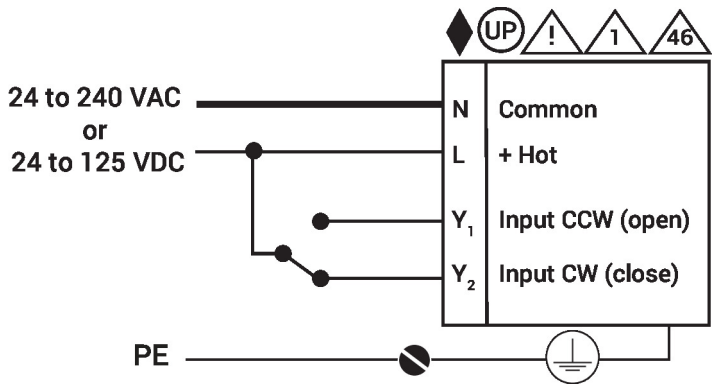 UP ! 1 46
24 to 240 VAC
or
24 to 125 VDC
N Common
L + Hot
Y1 Input CCW (open)
Y2 Input CW (close)
PE